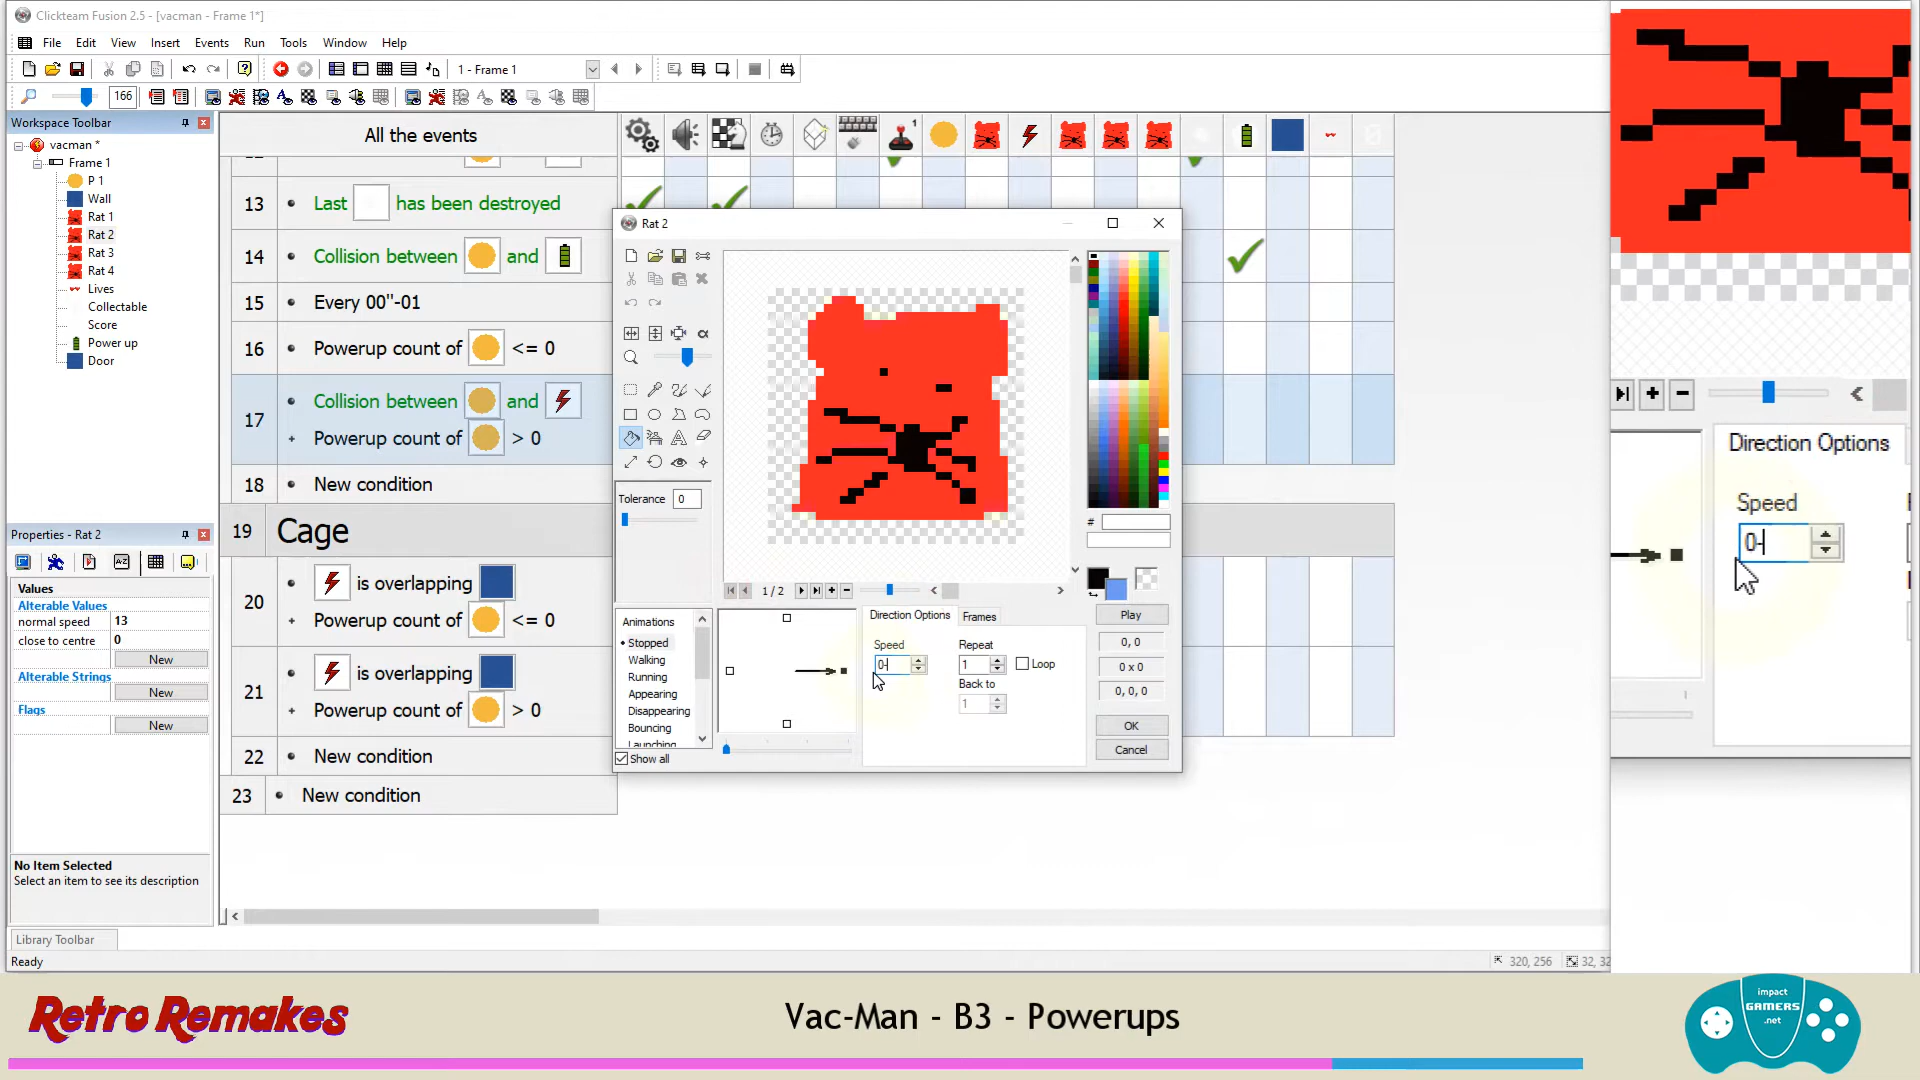 Clickteam Fusion 2.5 - [vacman - Frame 1*]
File Edit View Insert Events Run Tools Window Help
1 - Frame 1
166
Workspace Toolbar
vacman *
Frame 1
P 1
Wall
Rat 1
Rat 2
Rat 3
Rat 4
Lives
Collectable
Score
Power up
Door
Properties - Rat 2
Values
Alterable Values
normal speed 13
close to centre 0
New
Alterable Strings
New
Flags
New
No Item Selected
Select an item to see its description
Library Toolbar
Ready
All the events
13 • Last has been destroyed
14 • Collision between and
15 • Every 00"-01
16 • Powerup count of <= 0
17 • Collision between and
+ Powerup count of > 0
18 • New condition
19 Cage
20 • is overlapping
+ Powerup count of <= 0
21 • is overlapping
+ Powerup count of > 0
22 • New condition
23 • New condition
Rat 2
Tolerance 0
1 / 2
Animations
Stopped
Walking
Running
Appearing
Disappearing
Bouncing
Launching
Show all
Direction Options Frames
Speed
0-
Repeat
1
Loop
Back to
1
#
Play
0, 0
0 x 0
0, 0, 0
OK
Cancel
Direction Options
Speed
0-
320, 256
32, 32
Retro Remakes
Vac-Man - B3 - Powerups
impact
GAMERS
.net